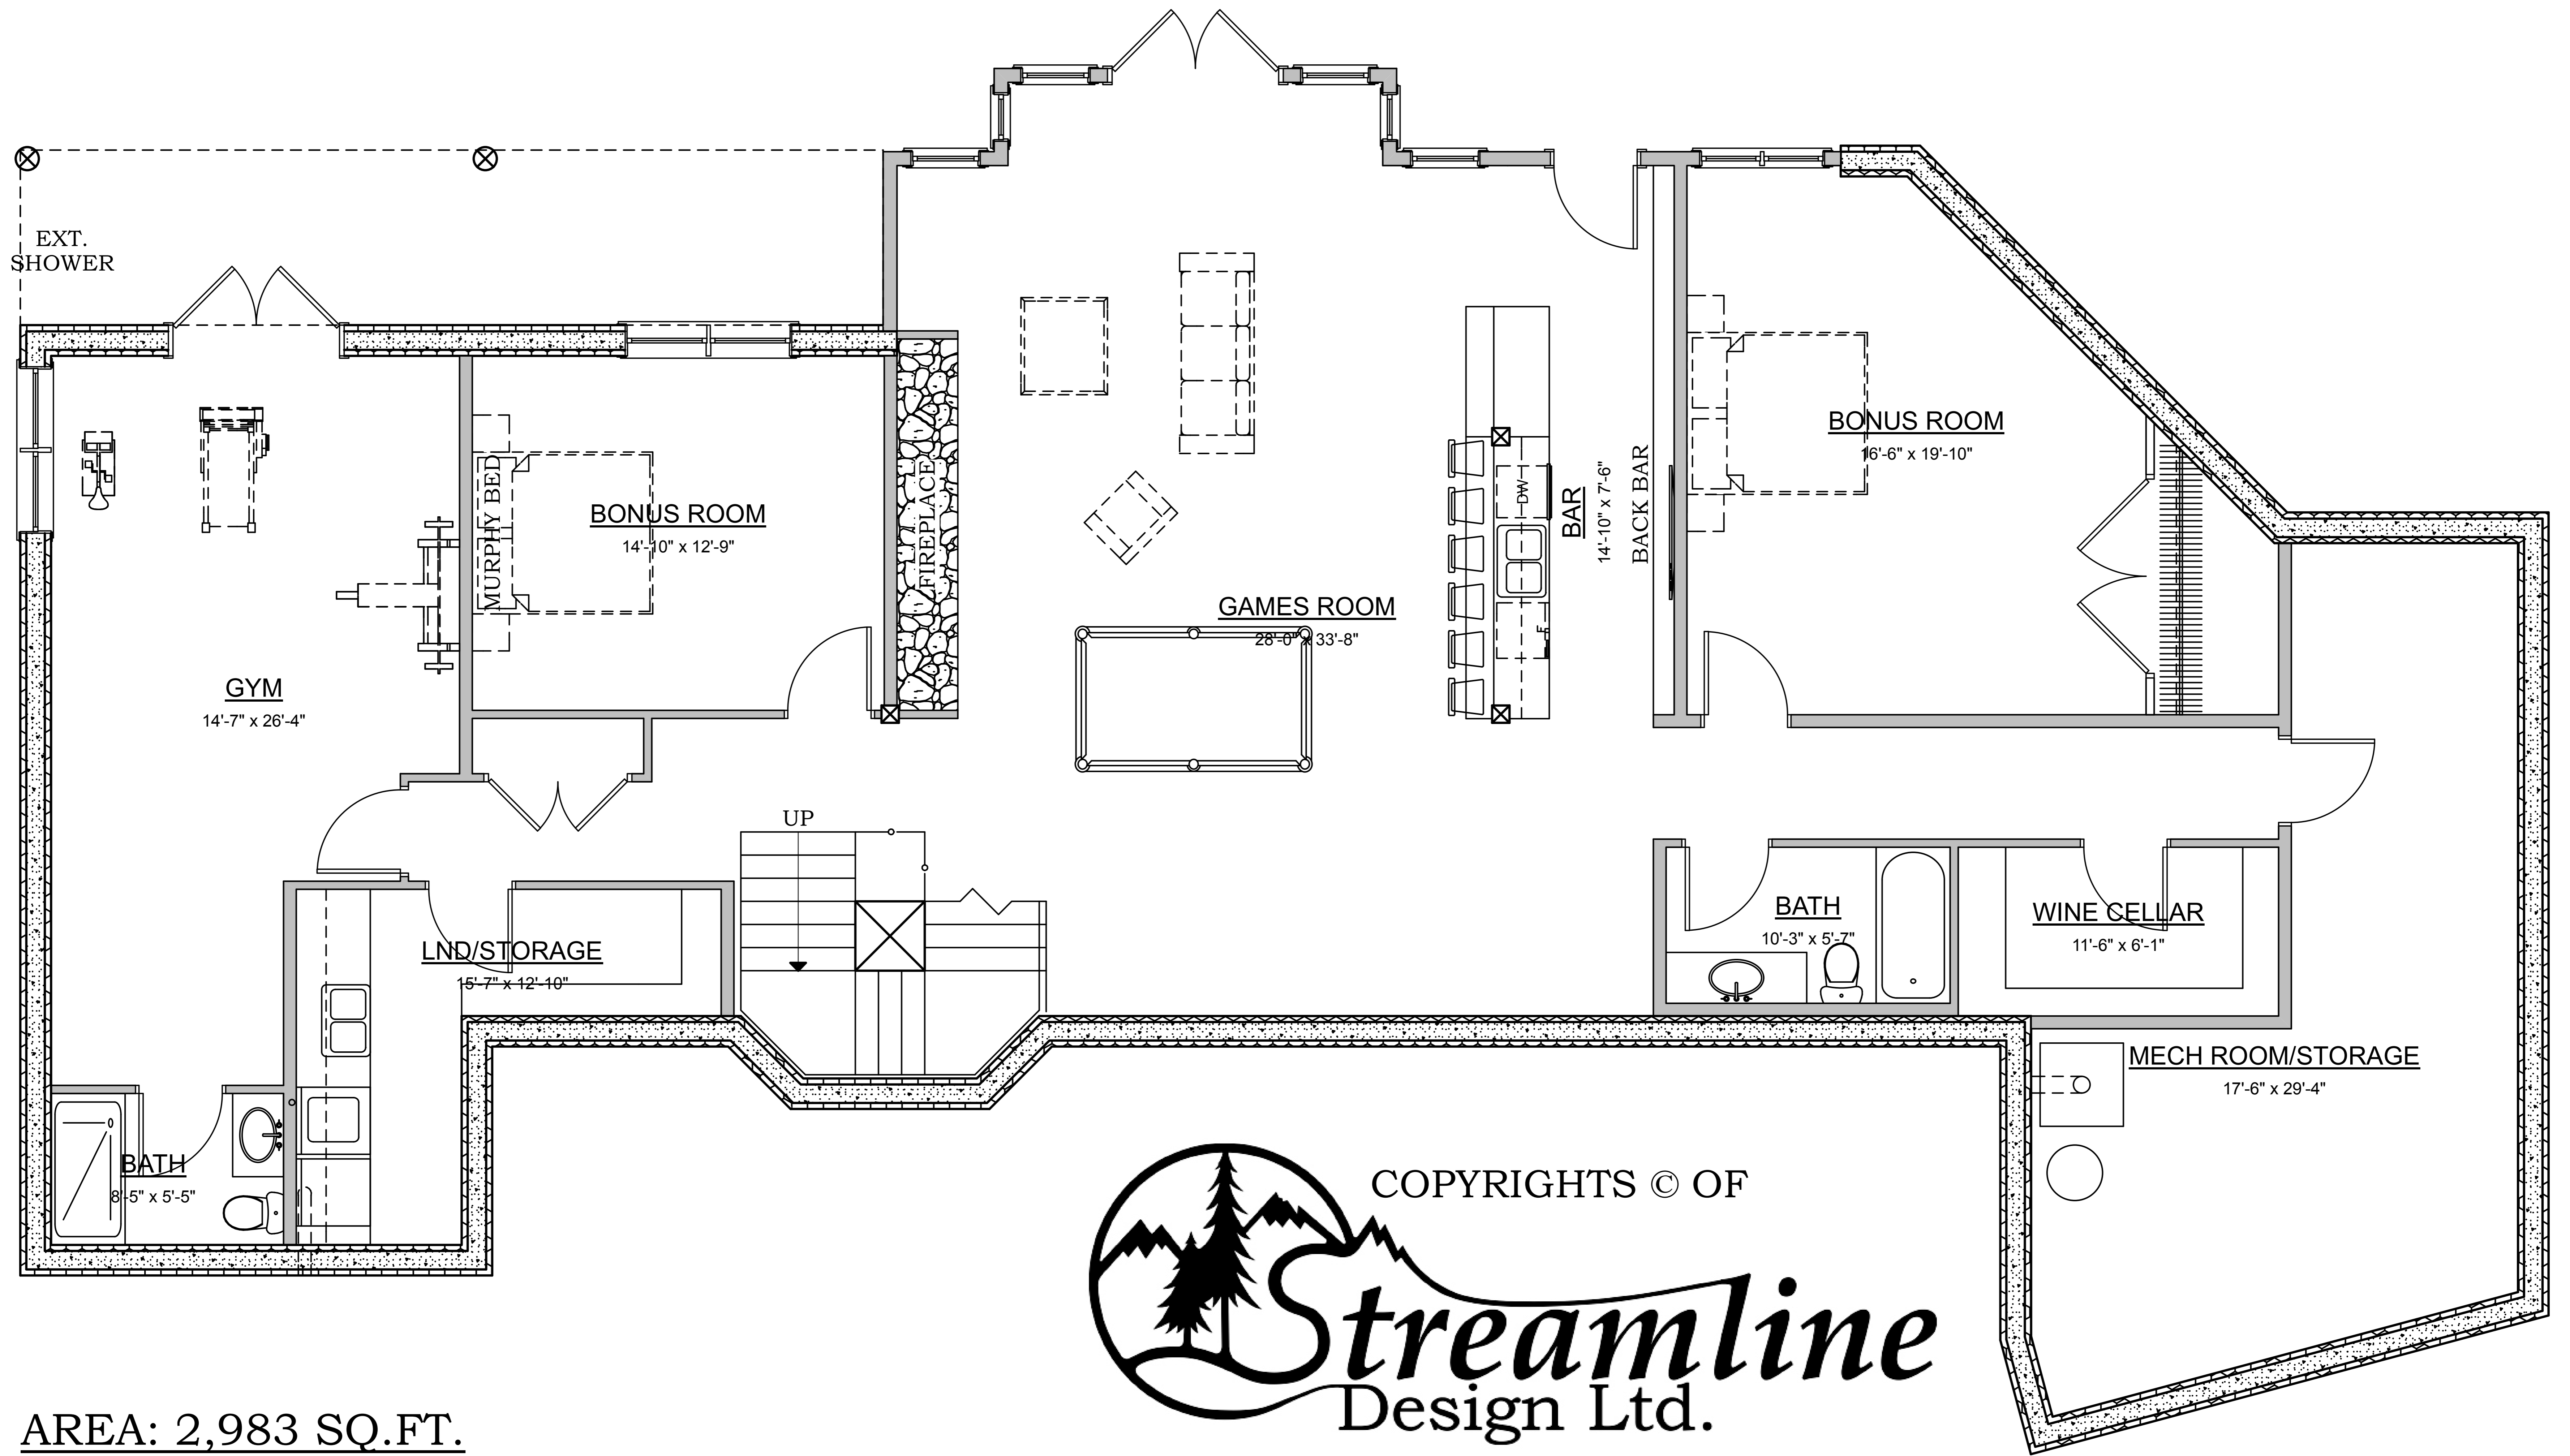 EXT.
SHOWER
GYM
14'-7" x 26'-4"
MURPHY BED
BONUS ROOM
14'-10" x 12'-9"
FIREPLACE
GAMES ROOM
28'-0" x 33'-8"
DW
F
BAR
14'-10" x 7'-6"
BACK BAR
BONUS ROOM
16'-6" x 19'-10"
UP
LND/STORAGE
15'-7" x 12'-10"
BATH
8'-5" x 5'-5"
BATH
10'-3" x 5'-7"
WINE CELLAR
11'-6" x 6'-1"
MECH ROOM/STORAGE
17'-6" x 29'-4"
COPYRIGHTS © OF
Streamline
Design Ltd.
AREA: 2,983 SQ.FT.